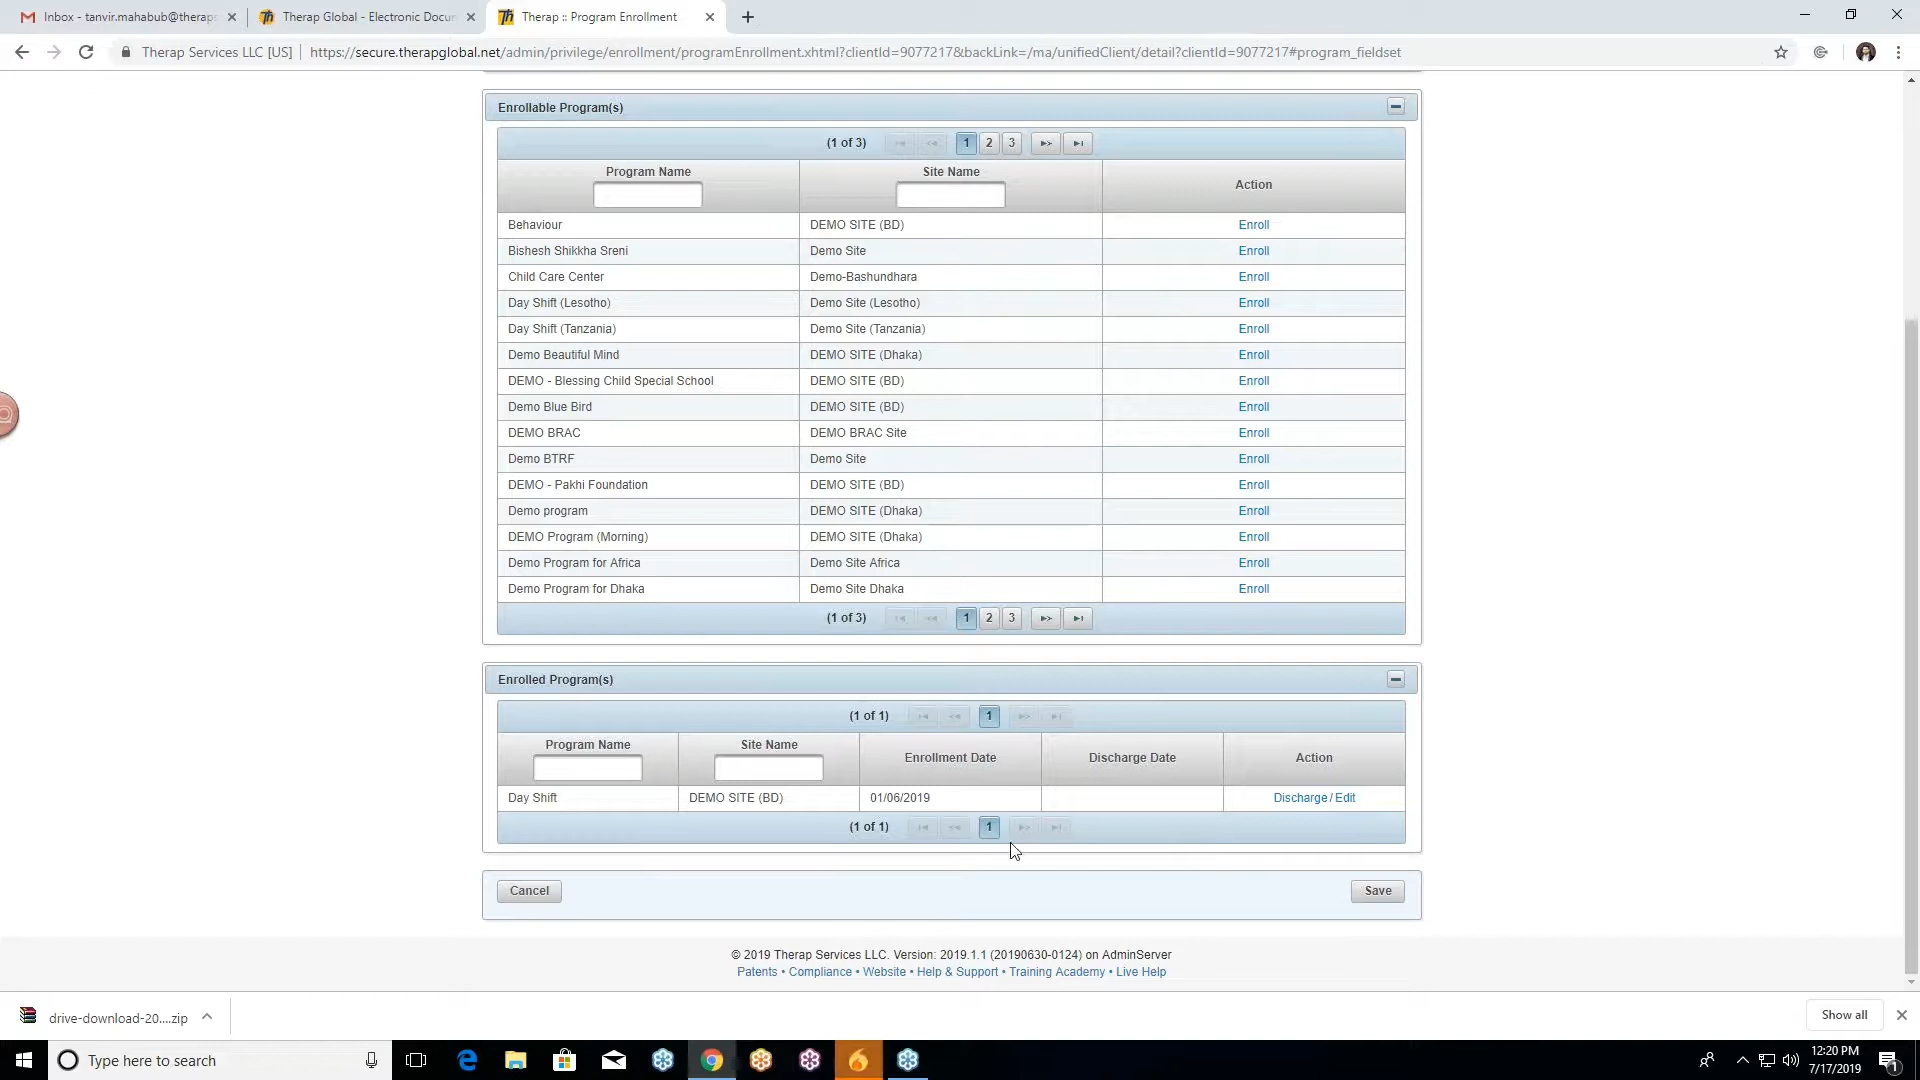 Inbox - tanvir.mahabub@therap
Therap Global - Electronic Docu
Therap :: Program Enrollment
Therap Services LLC [US]
https://secure.therapglobal.net/admin/privilege/enrollment/programEnrollment.xhtml?clientId=9077217&backLink=/ma/unifiedClient/detail?clientId=9077217#program_fieldset
Enrollable Program(s)
(1 of 3) 1 2 3
Program Name Site Name Action
Behaviour DEMO SITE (BD) Enroll
Bishesh Shikkha Sreni Demo Site Enroll
Child Care Center Demo-Bashundhara Enroll
Day Shift (Lesotho) Demo Site (Lesotho) Enroll
Day Shift (Tanzania) Demo Site (Tanzania) Enroll
Demo Beautiful Mind DEMO SITE (Dhaka) Enroll
DEMO - Blessing Child Special School DEMO SITE (BD) Enroll
Demo Blue Bird DEMO SITE (BD) Enroll
DEMO BRAC DEMO BRAC Site Enroll
Demo BTRF Demo Site Enroll
DEMO - Pakhi Foundation DEMO SITE (BD) Enroll
Demo program DEMO SITE (Dhaka) Enroll
DEMO Program (Morning) DEMO SITE (Dhaka) Enroll
Demo Program for Africa Demo Site Africa Enroll
Demo Program for Dhaka Demo Site Dhaka Enroll
(1 of 3) 1 2 3
Enrolled Program(s)
(1 of 1) 1
Program Name Site Name Enrollment Date Discharge Date Action
Day Shift DEMO SITE (BD) 01/06/2019 Discharge / Edit
(1 of 1) 1
Cancel Save
© 2019 Therap Services LLC. Version: 2019.1.1 (20190630-0124) on AdminServer
Patents • Compliance • Website • Help & Support • Training Academy • Live Help
drive-download-20....zip
Show all
Type here to search
12:20 PM
7/17/2019
1